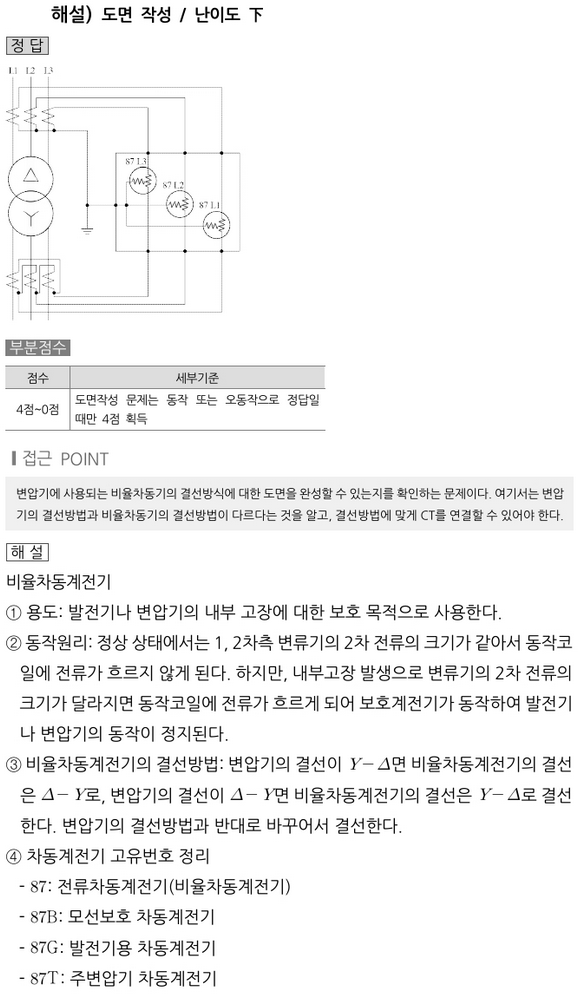 해설) 도면 작성 / 난이도 下
정 답
L1 L2 L3
87 L3
87 L2
87 L1
부분점수
점수 세부기준
4점~0점 도면작성 문제는 동작 또는 오동작으로 정답일
때만 4점 획득
접근 POINT
변압기에 사용되는 비율차동기의 결선방식에 대한 도면을 완성할 수 있는지를 확인하는 문제이다. 여기서는 변압
기의 결선방법과 비율차동기의 결선방법이 다르다는 것을 알고, 결선방법에 맞게 CT를 연결할 수 있어야 한다.
해 설
비율차동계전기
① 용도: 발전기나 변압기의 내부 고장에 대한 보호 목적으로 사용한다.
② 동작원리: 정상 상태에서는 1, 2차측 변류기의 2차 전류의 크기가 같아서 동작코
일에 전류가 흐르지 않게 된다. 하지만, 내부고장 발생으로 변류기의 2차 전류의
크기가 달라지면 동작코일에 전류가 흐르게 되어 보호계전기가 동작하여 발전기
나 변압기의 동작이 정지된다.
③ 비율차동계전기의 결선방법: 변압기의 결선이 Y-Δ면 비율차동계전기의 결선
은 Δ-Y로, 변압기의 결선이 Δ-Y면 비율차동계전기의 결선은 Y-Δ로 결선
한다. 변압기의 결선방법과 반대로 바꾸어서 결선한다.
④ 차동계전기 고유번호 정리
- 87: 전류차동계전기(비율차동계전기)
- 87B: 모선보호 차동계전기
- 87G: 발전기용 차동계전기
- 87T: 주변압기 차동계전기